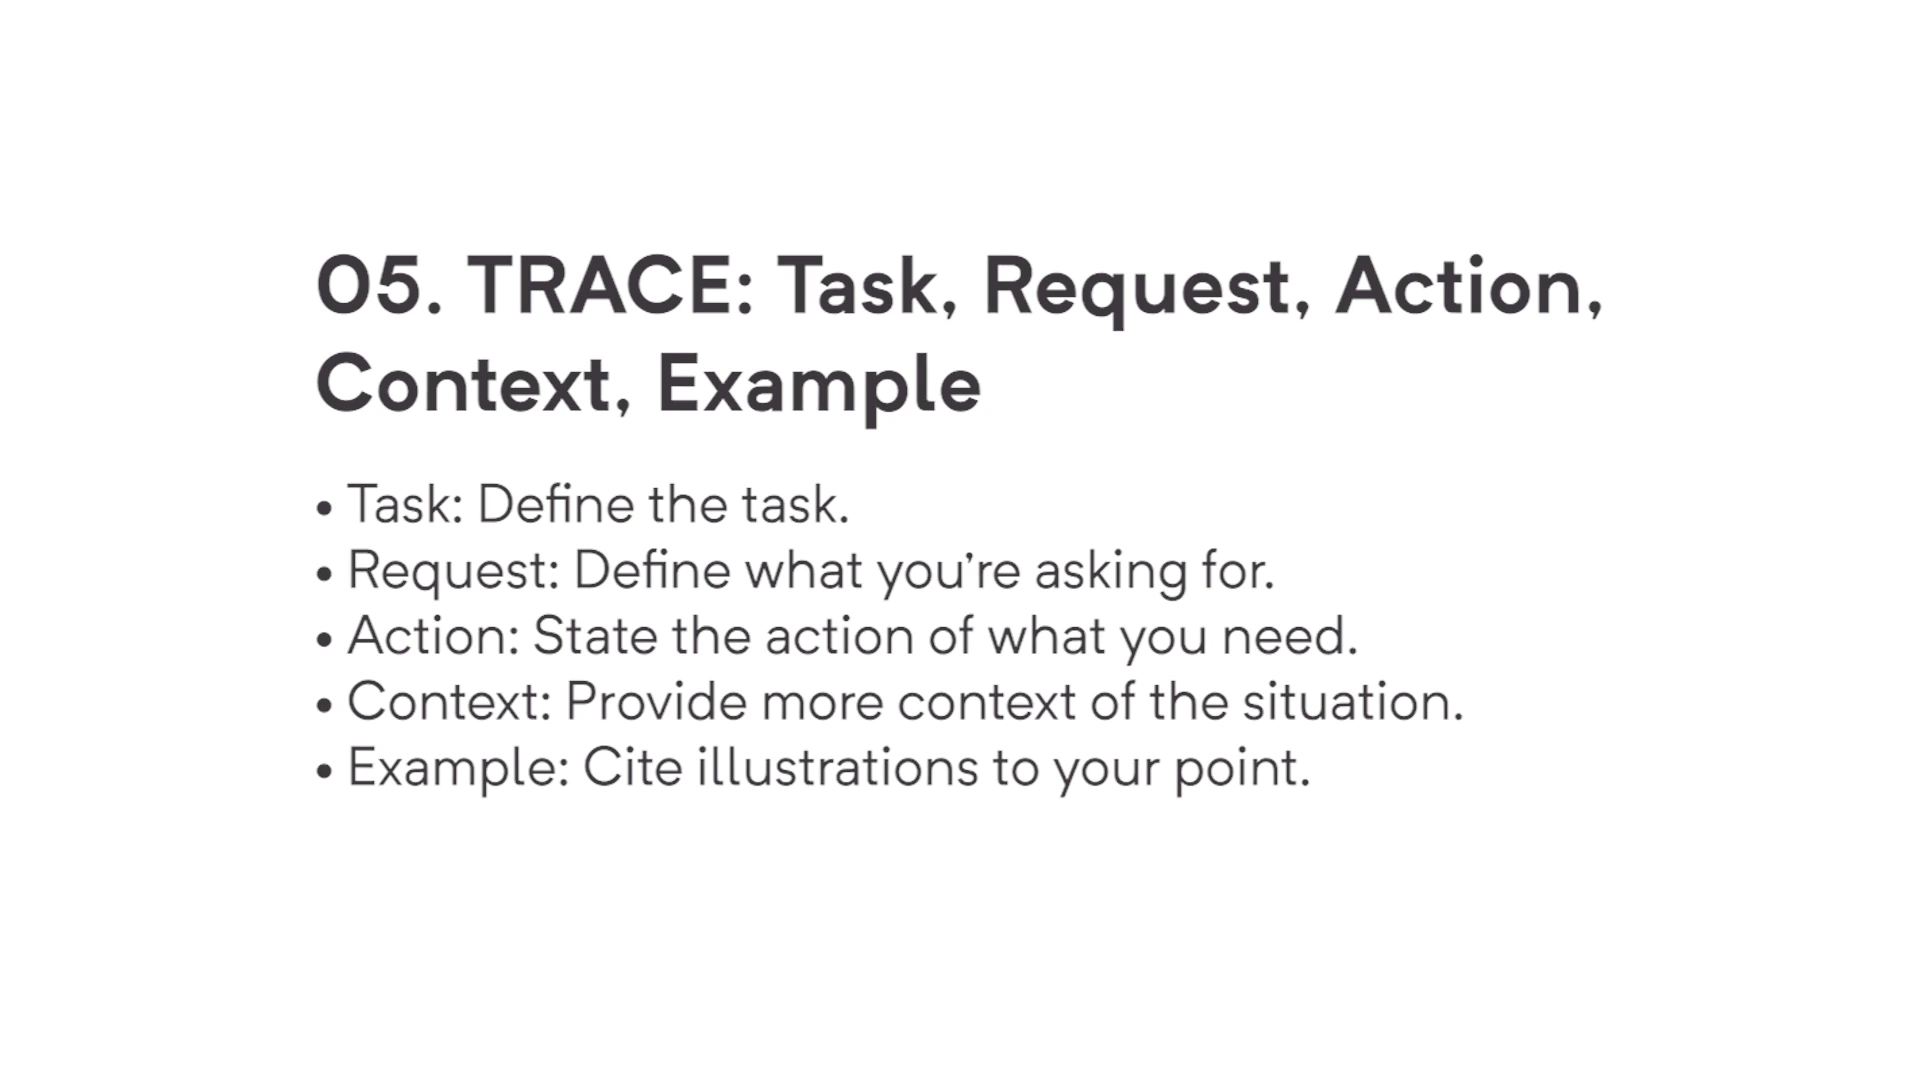 05. TRACE: Task, Request, Action,
Context, Example
• Task: Define the task.
• Request: Define what you’re asking for.
• Action: State the action of what you need.
• Context: Provide more context of the situation.
• Example: Cite illustrations to your point.